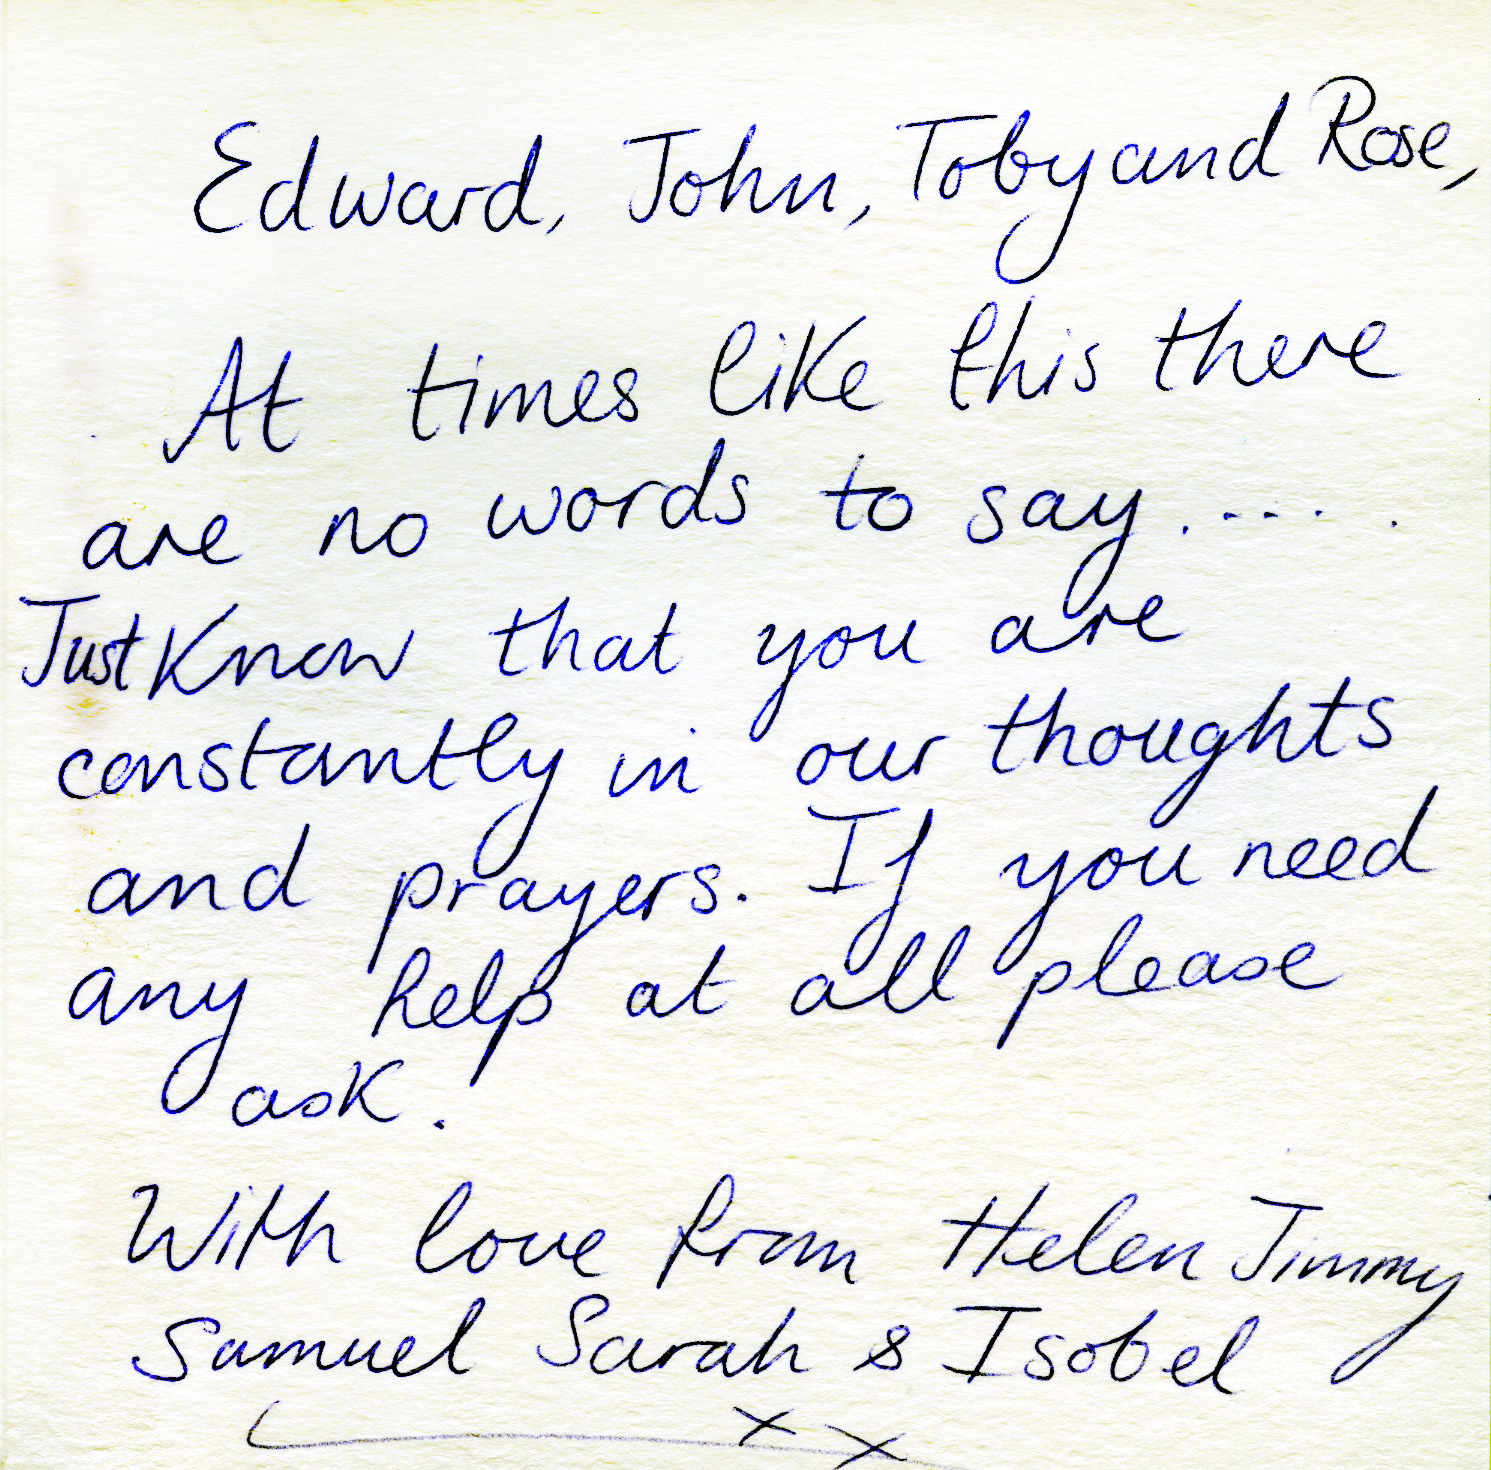 Edward, John, Toby and Rose,
At times like this there
are no words to say......
Just Know that you are
constantly in our thoughts
and prayers. If you need
any help at all please
ask.
With love from Helen Jimmy
Samuel Sarah & Isobel
xx